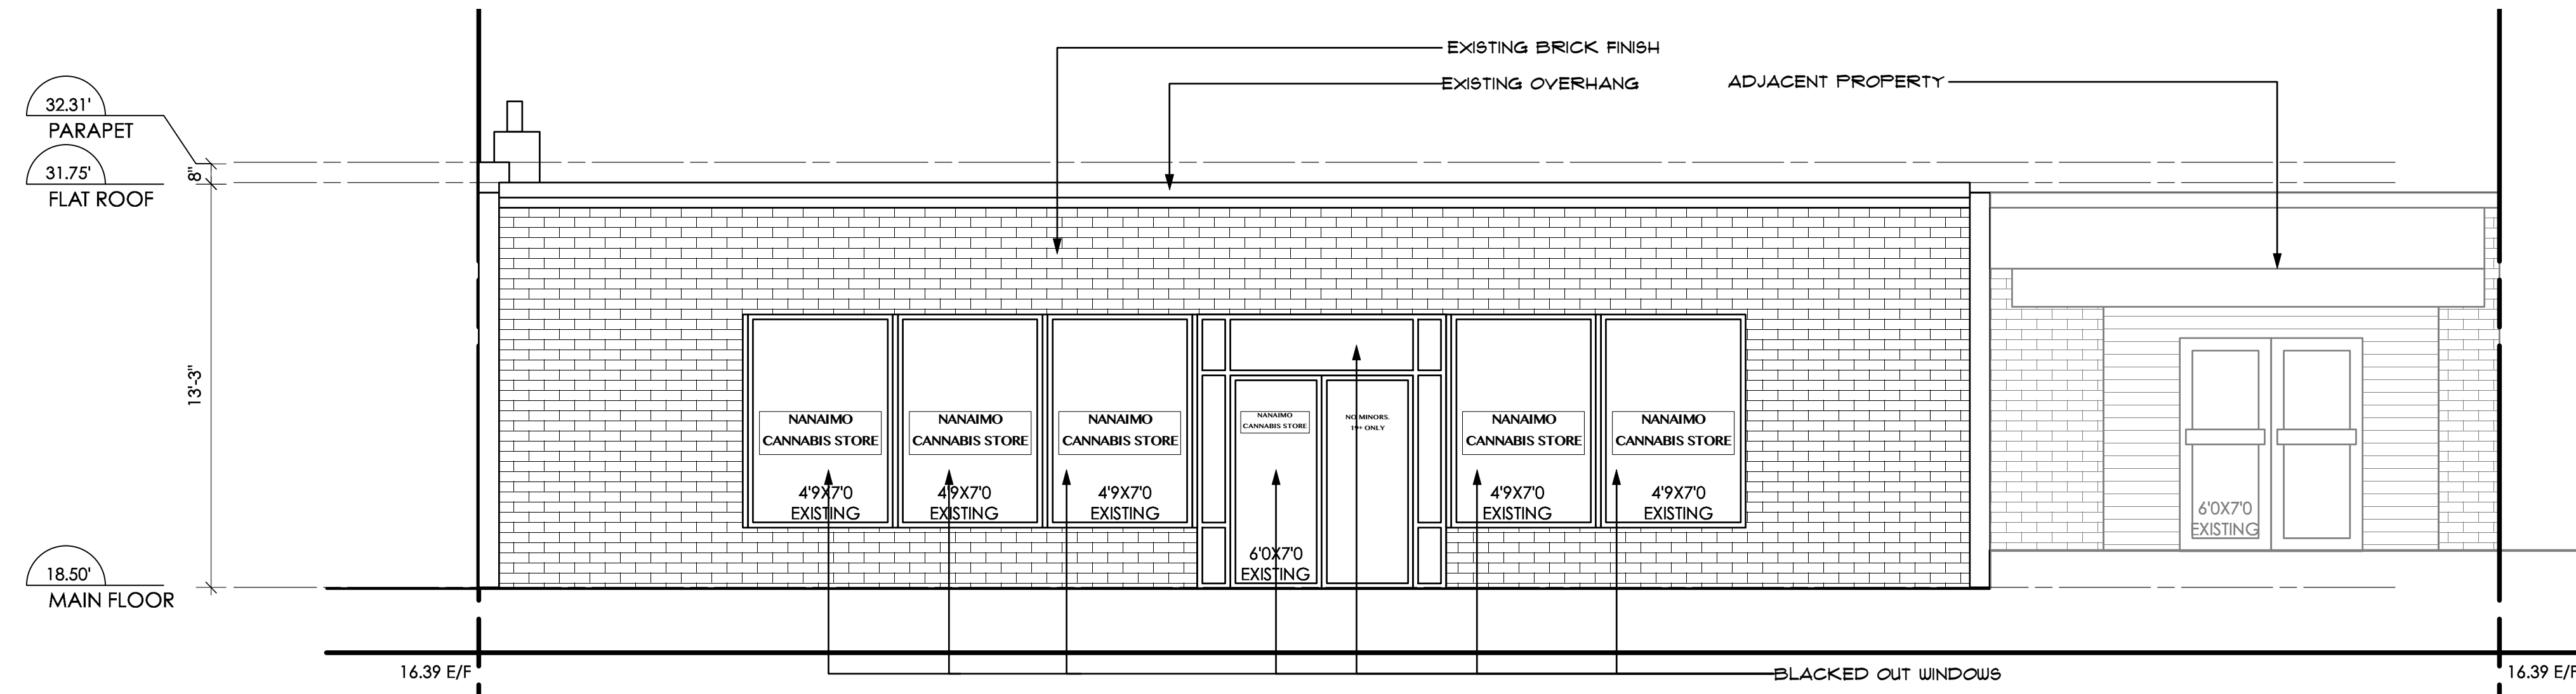 EXISTING BRICK FINISH
EXISTING OVERHANG
ADJACENT PROPERTY
32.31'
PARAPET
31.75'
FLAT ROOF
8"
13'-3"
18.50'
MAIN FLOOR
NANAIMO
CANNABIS STORE
4'9X7'0
EXISTING
NANAIMO
CANNABIS STORE
4'9X7'0
EXISTING
NANAIMO
CANNABIS STORE
4'9X7'0
EXISTING
NANAIMO
CANNABIS STORE
6'0X7'0
EXISTING
NO MINORS.
19+ ONLY
NANAIMO
CANNABIS STORE
4'9X7'0
EXISTING
NANAIMO
CANNABIS STORE
4'9X7'0
EXISTING
6'0X7'0
EXISTING
16.39 E/F
BLACKED OUT WINDOWS
16.39 E/F